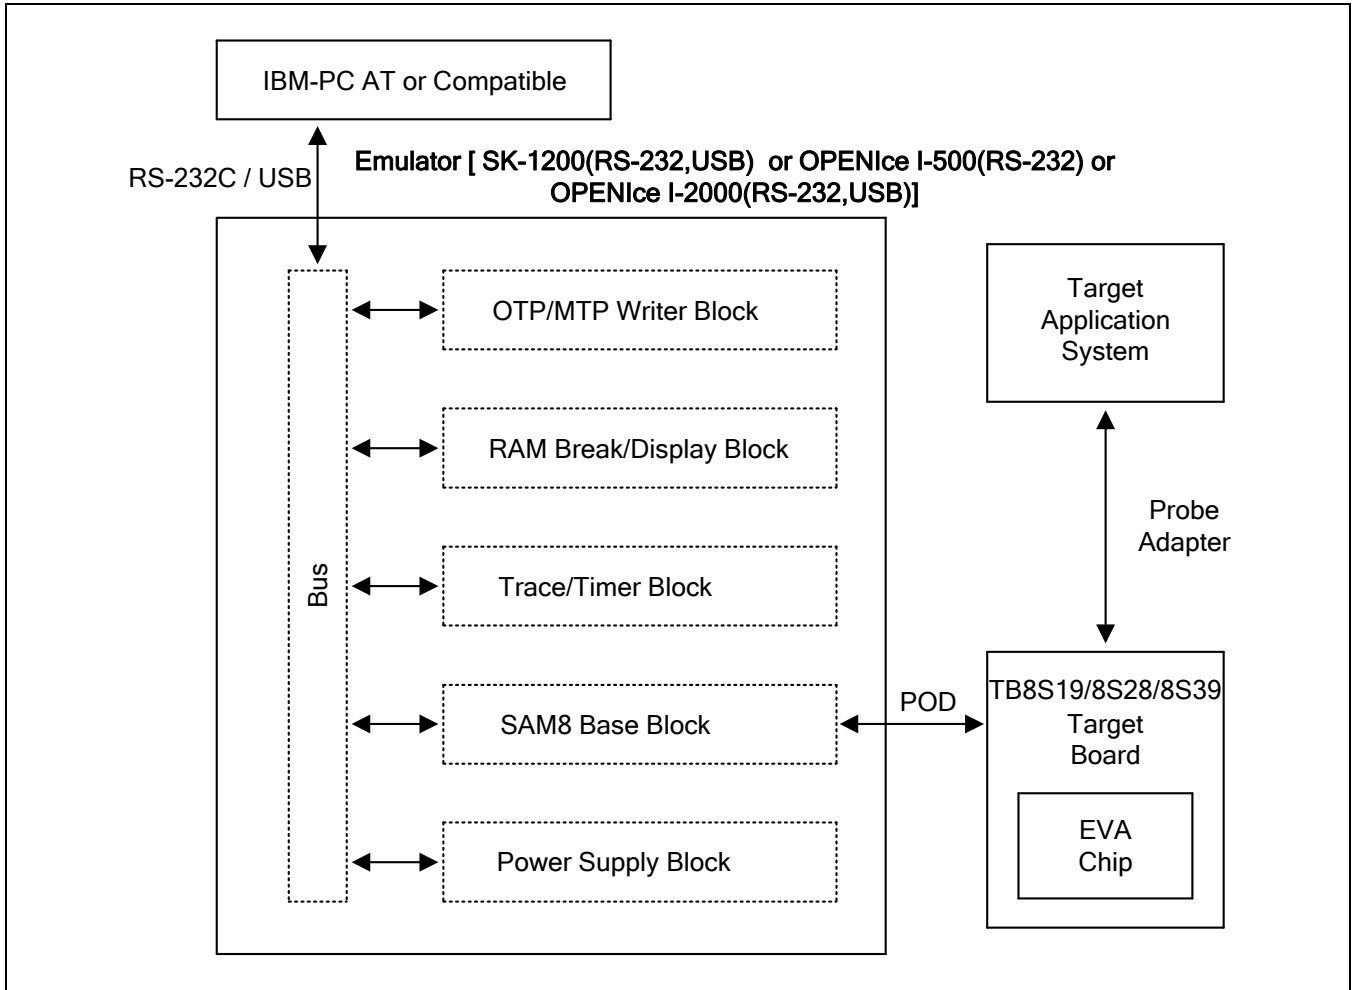 IBM-PC AT or Compatible
RS-232C / USB
Emulator [ SK-1200(RS-232,USB) or OPENIce I-500(RS-232) or
OPENIce I-2000(RS-232,USB)]
Bus
OTP/MTP Writer Block
RAM Break/Display Block
Trace/Timer Block
SAM8 Base Block
Power Supply Block
POD
Target
Application
System
Probe
Adapter
TB8S19/8S28/8S39
Target
Board
EVA
Chip